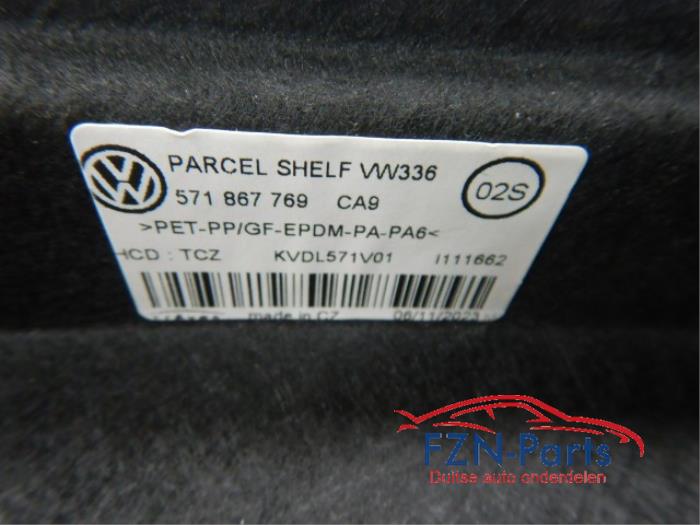 PARCEL SHELF VW336
571 867 769 CA9
02S
>PET-PP/GF-EPDM-PA-PA6<
HCD : TCZ KVDL571V01 I111662
made in CZ 06/11/2023
FZN-Parts
Duitse auto onderdelen